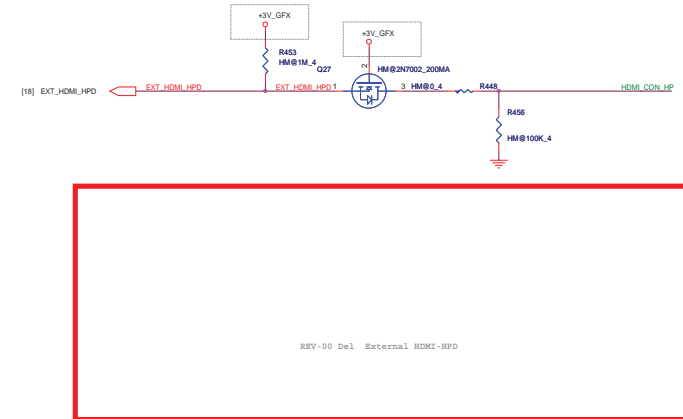 +3V_GFX
+3V_GFX
R453
HM@1M_4
Q27
2
HM@2N7002_200MA
[18] EXT_HDMI_HPD
EXT_HDMI_HPD
EXT_HDMI_HPD 1
3 HM@0_4
R448
HDMI_CON_HP
R456
HM@100K_4
REV-00 Del External HDMI-HPD